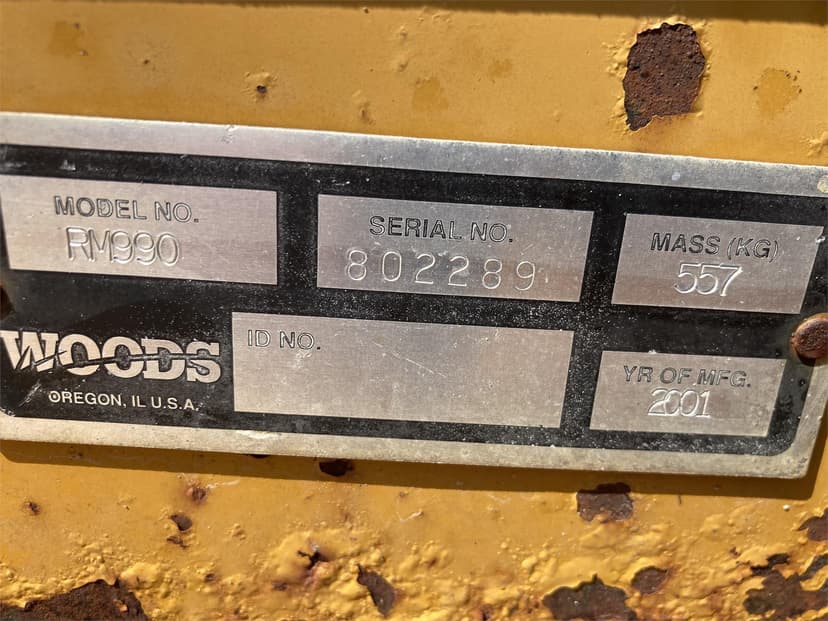 MODEL NO.
RM990
SERIAL NO.
802289
MASS (KG)
557
WOODS
OREGON, IL U.S.A.
ID NO.
YR OF MFG.
2001